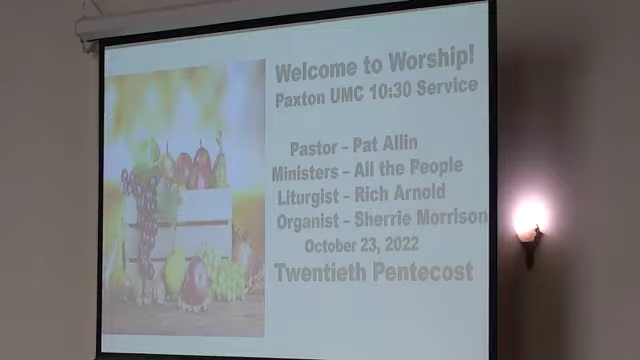 Welcome to Worship!
Paxton UMC 10:30 Service
Pastor – Pat Allin
Ministers – All the People
Liturgist – Rich Arnold
Organist – Sherrie Morrison
October 23, 2022
Twentieth Pentecost